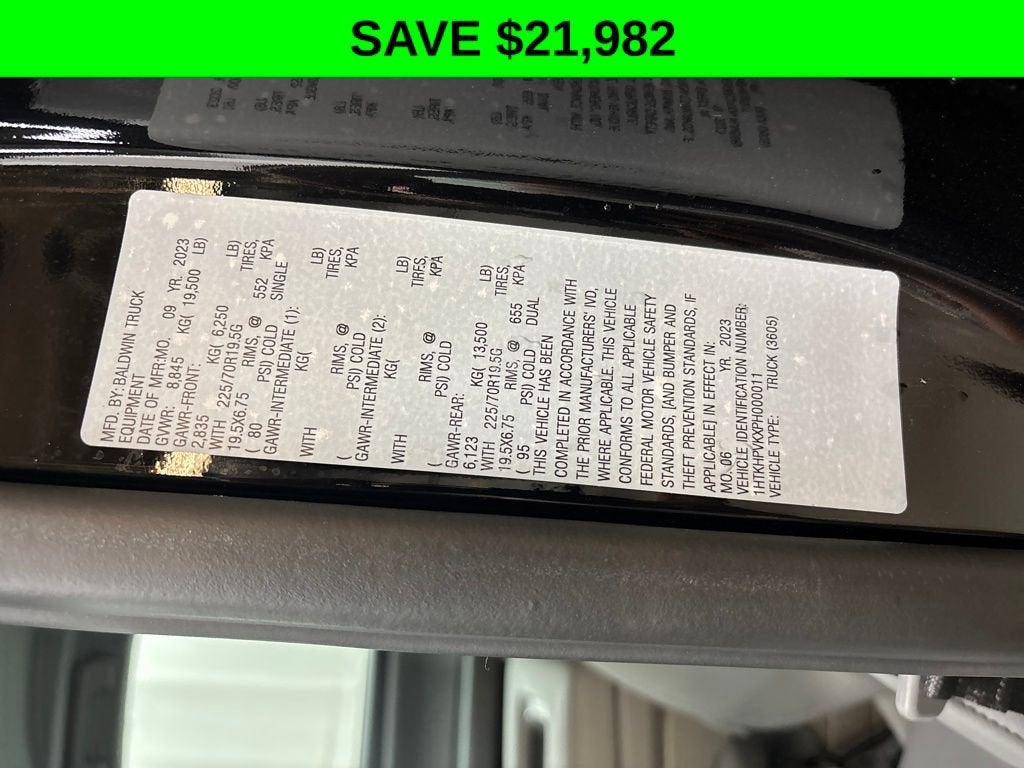 SAVE $21,982
MFD. BY: BALDWIN TRUCK
EQUIPMENT
DATE OF MFR:MO. 09 YR. 2023
GVWR: 8,845 KG( 19,500 LB)
GAWR-FRONT:
2,835 KG( 6,250 LB)
WITH 225/70R19.5G TIRES,
19.5X6.75 RIMS, @
( 80 PSI) COLD 552 KPA
GAWR-INTERMEDIATE (1): SINGLE
KG( LB)
WITH TIRES,
RIMS, @
( PSI) COLD KPA
GAWR-INTERMEDIATE (2):
KG( LB)
WITH TIRES,
RIMS, @
( PSI) COLD KPA
GAWR-REAR:
6,123 KG( 13,500 LB)
WITH 225/70R19.5G TIRES,
19.5X6.75 RIMS, @
( 95 PSI) COLD 655 KPA
THIS VEHICLE HAS BEEN DUAL
COMPLETED IN ACCORDANCE WITH
THE PRIOR MANUFACTURERS' IVD,
WHERE APPLICABLE. THIS VEHICLE
CONFORMS TO ALL APPLICABLE
FEDERAL MOTOR VEHICLE SAFETY
STANDARDS, [AND BUMPER AND
THEFT PREVENTION STANDARDS, IF
APPLICABLE] IN EFFECT IN:
MO. 06 YR. 2023
VEHICLE IDENTIFICATION NUMBER:
1HTKHPVKXPH000011
VEHICLE TYPE: TRUCK (3605)